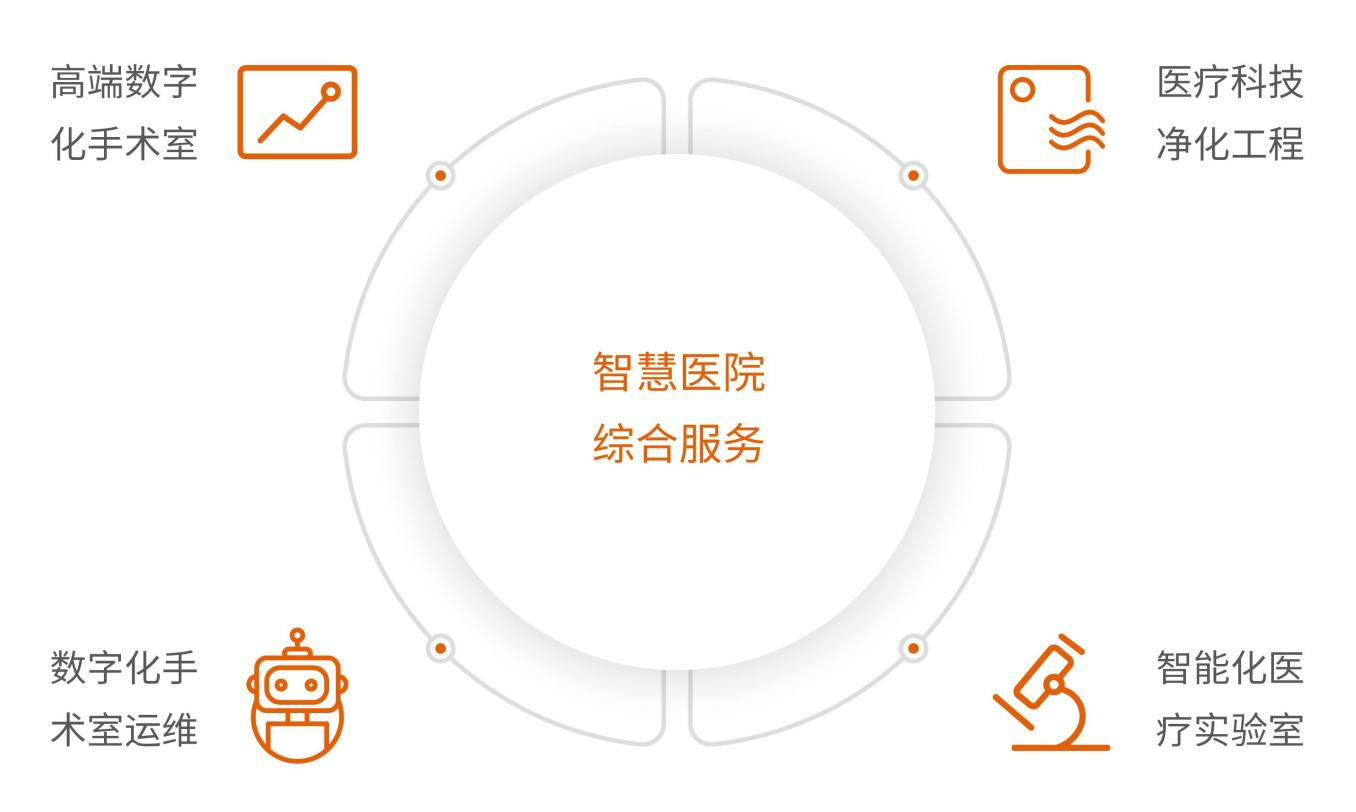 高端数字
化手术室
医疗科技
净化工程
智慧医院
综合服务
数字化手
术室运维
智能化医
疗实验室